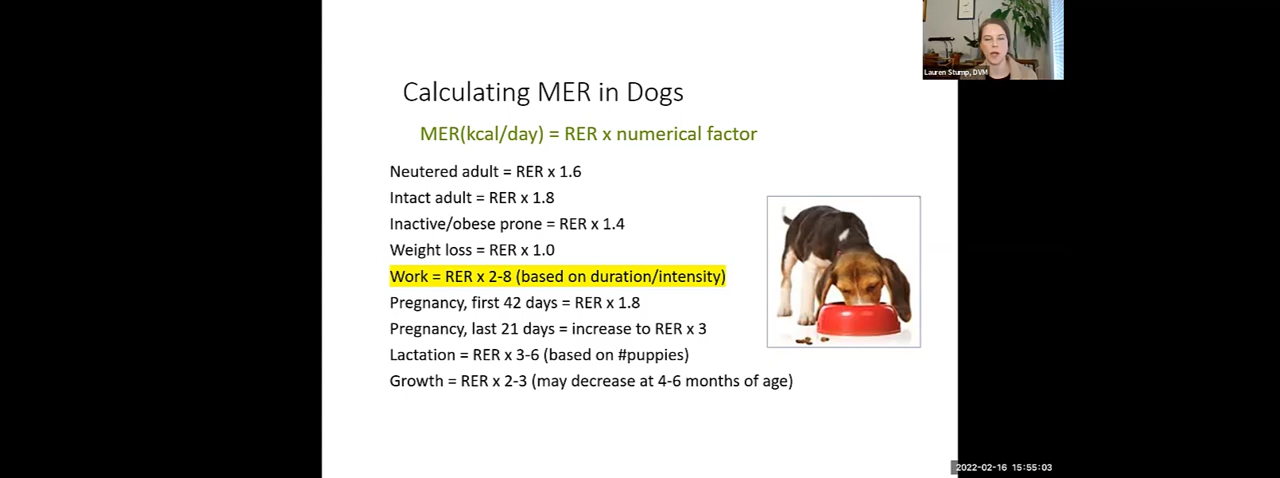 Lauren Stump, DVM
Calculating MER in Dogs
MER(kcal/day) = RER x numerical factor
Neutered adult = RER x 1.6
Intact adult = RER x 1.8
Inactive/obese prone = RER x 1.4
Weight loss = RER x 1.0
Work = RER x 2-8 (based on duration/intensity)
Pregnancy, first 42 days = RER x 1.8
Pregnancy, last 21 days = increase to RER x 3
Lactation = RER x 3-6 (based on #puppies)
Growth = RER x 2-3 (may decrease at 4-6 months of age)
2022-02-16 15:55:03